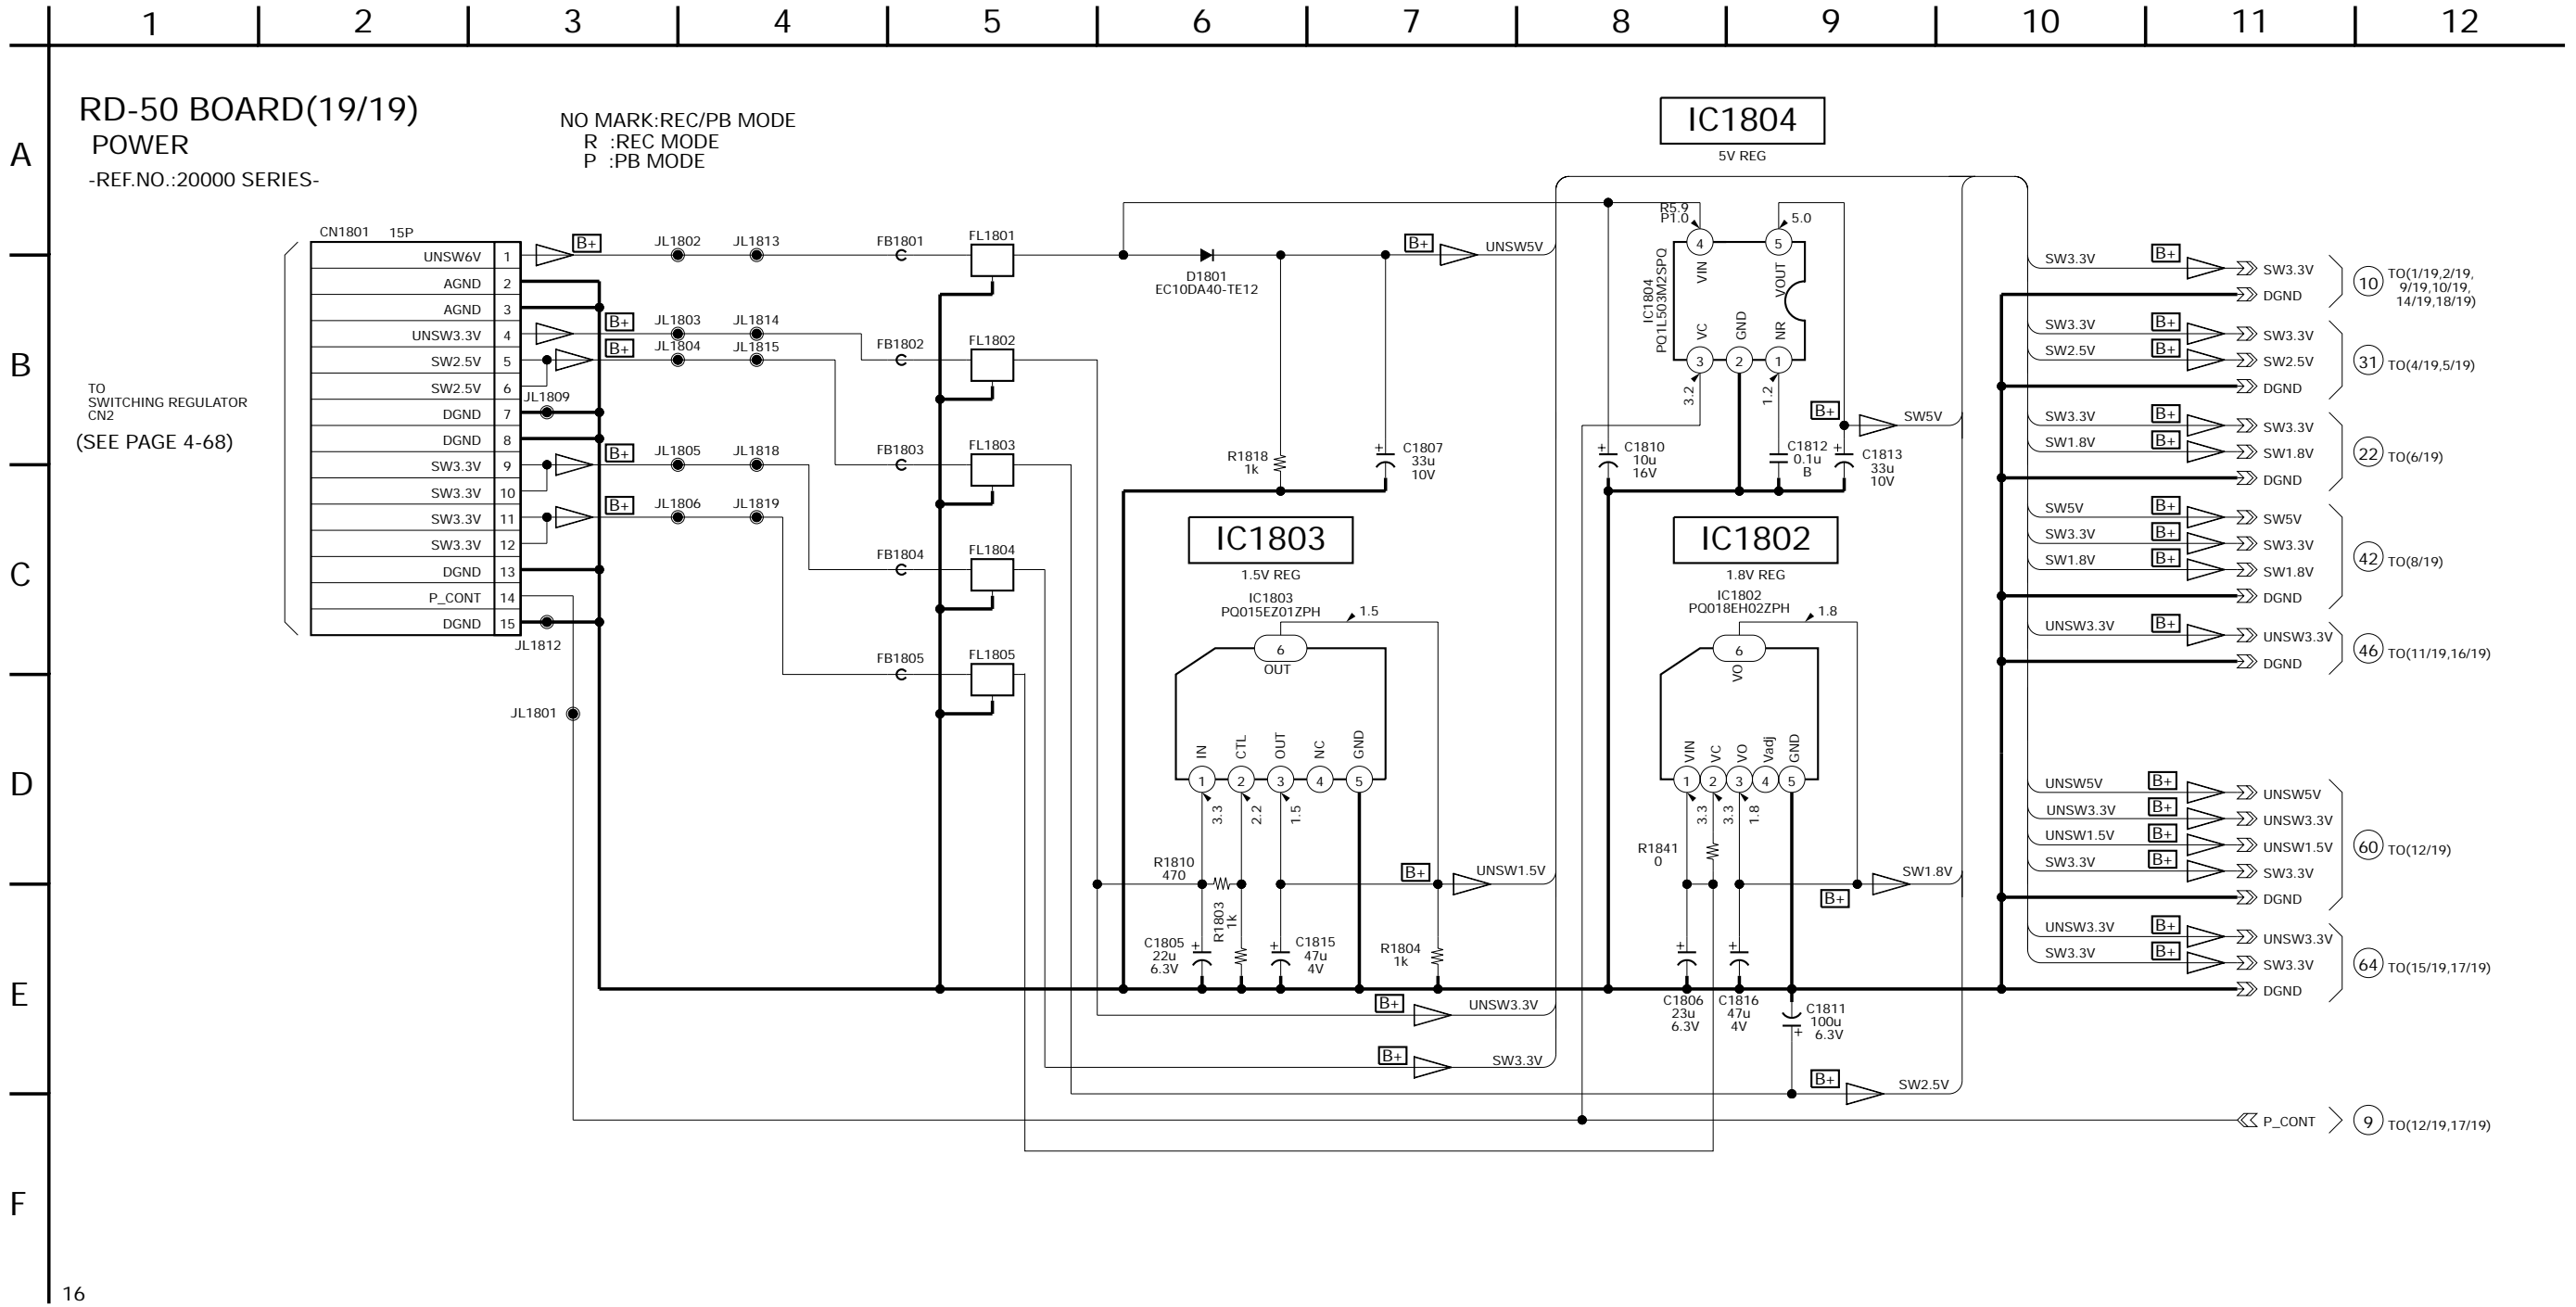 1 2 3 4 5 6 7 8 9 10 11 12
A
B
C
D
E
F
RD-50 BOARD(19/19)
POWER
-REF.NO.:20000 SERIES-
NO MARK:REC/PB MODE
R :REC MODE
P :PB MODE
TO
SWITCHING REGULATOR
CN2
(SEE PAGE 4-68)
CN1801 15P
UNSW6V 1
AGND 2
AGND 3
UNSW3.3V 4
SW2.5V 5
SW2.5V 6
DGND 7
DGND 8
SW3.3V 9
SW3.3V 10
SW3.3V 11
SW3.3V 12
DGND 13
P_CONT 14
DGND 15
B+ JL1802 JL1813 FB1801 FL1801
B+ JL1803 JL1814 FB1802 FL1802
B+ JL1804 JL1815 FB1803 FL1803
JL1809
B+ JL1805 JL1818 FB1804 FL1804
B+ JL1806 JL1819 FB1805 FL1805
JL1812
JL1801
D1801
EC10DA40-TE12
B+ UNSW5V
R1818
1k
C1807
33u
10V
IC1804
5V REG
R5.9
P1.0
5.0
4 5
VIN VOUT
IC1804
PQ1L503M2SPQ
VC GND NR
3 2 1
3.2 1.2
B+ SW5V
C1810
10u
16V
C1812
0.1u
B
C1813
33u
10V
IC1803
1.5V REG
IC1803
PQ015EZ01ZPH
1.5
6
OUT
IN CTL OUT NC GND
1 2 3 4 5
3.3 2.2 1.5
R1810
470
R1803
1k
C1805
22u
6.3V
C1815
47u
4V
R1804
1k
B+ UNSW1.5V
B+ UNSW3.3V
B+ SW3.3V
IC1802
1.8V REG
IC1802
PQ018EH02ZPH
1.8
6
VO
VIN VC VO Vadj GND
1 2 3 4 5
3.3 3.3 1.8
R1841
0
B+ SW1.8V
C1806
23u
6.3V
C1816
47u
4V
C1811
100u
6.3V
B+ SW2.5V
SW3.3V B+ SW3.3V
DGND
10 TO(1/19,2/19,
9/19,10/19,
14/19,18/19)
SW3.3V B+ SW3.3V
SW2.5V B+ SW2.5V
DGND
31 TO(4/19,5/19)
SW3.3V B+ SW3.3V
SW1.8V B+ SW1.8V
DGND
22 TO(6/19)
SW5V B+ SW5V
SW3.3V B+ SW3.3V
SW1.8V B+ SW1.8V
DGND
42 TO(8/19)
UNSW3.3V B+ UNSW3.3V
DGND
46 TO(11/19,16/19)
UNSW5V B+ UNSW5V
UNSW3.3V B+ UNSW3.3V
UNSW1.5V B+ UNSW1.5V
SW3.3V B+ SW3.3V
DGND
60 TO(12/19)
UNSW3.3V B+ UNSW3.3V
SW3.3V B+ SW3.3V
DGND
64 TO(15/19,17/19)
P_CONT 9 TO(12/19,17/19)
16